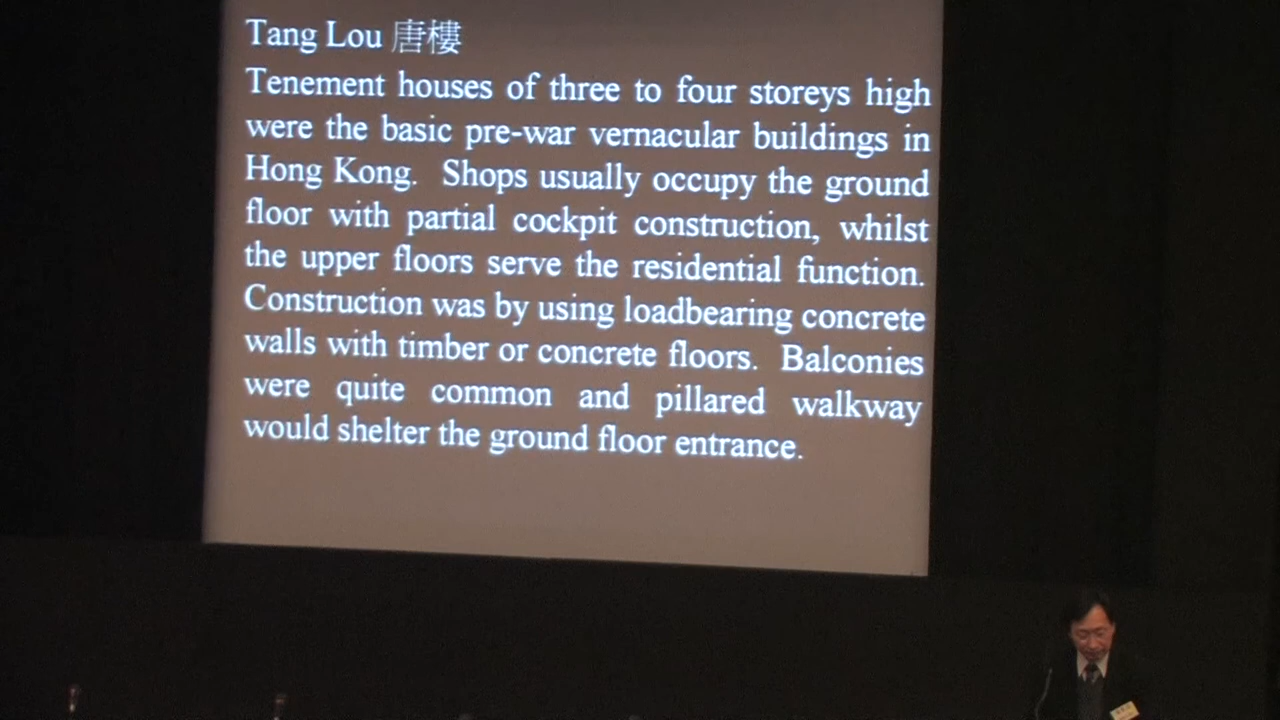 Tang Lou 唐樓
Tenement houses of three to four storeys high
were the basic pre-war vernacular buildings in
Hong Kong. Shops usually occupy the ground
floor with partial cockpit construction, whilst
the upper floors serve the residential function.
Construction was by using loadbearing concrete
walls with timber or concrete floors. Balconies
were quite common and pillared walkway
would shelter the ground floor entrance.